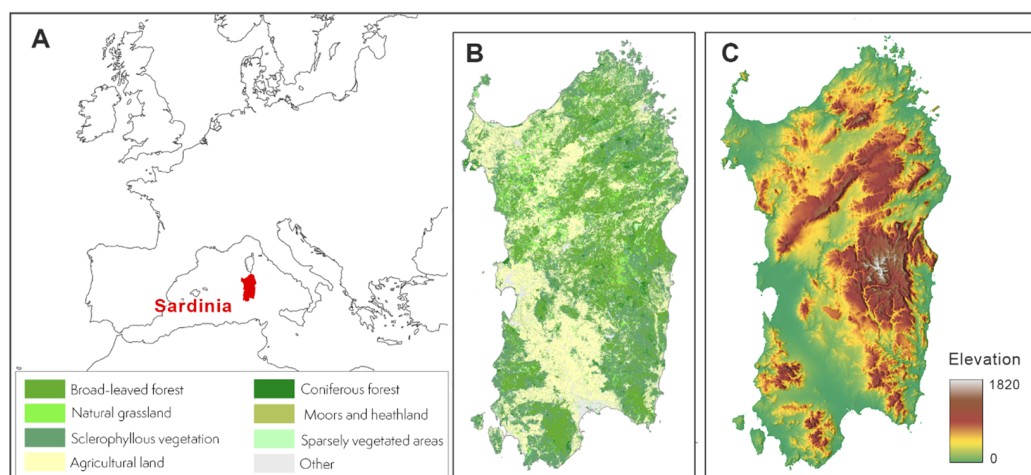 A
B
C
Sardinia
Broad-leaved forest
Coniferous forest
Natural grassland
Moors and heathland
Sclerophyllous vegetation
Sparsely vegetated areas
Agricultural land
Other
Elevation
1820
0